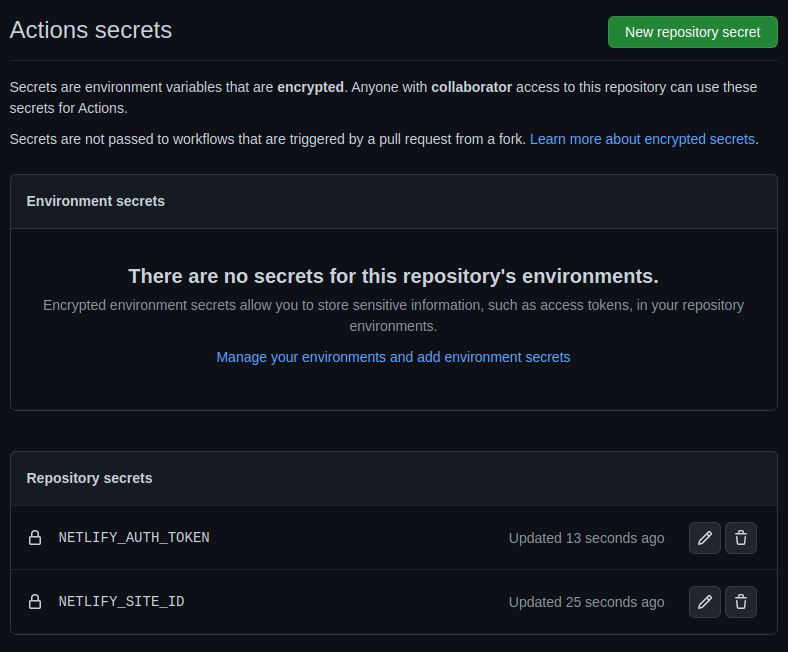 Actions secrets
New repository secret
Secrets are environment variables that are encrypted. Anyone with collaborator access to this repository can use these
secrets for Actions.
Secrets are not passed to workflows that are triggered by a pull request from a fork. Learn more about encrypted secrets.
Environment secrets
There are no secrets for this repository's environments.
Encrypted environment secrets allow you to store sensitive information, such as access tokens, in your repository
environments.
Manage your environments and add environment secrets
Repository secrets
NETLIFY_AUTH_TOKEN Updated 13 seconds ago
NETLIFY_SITE_ID Updated 25 seconds ago